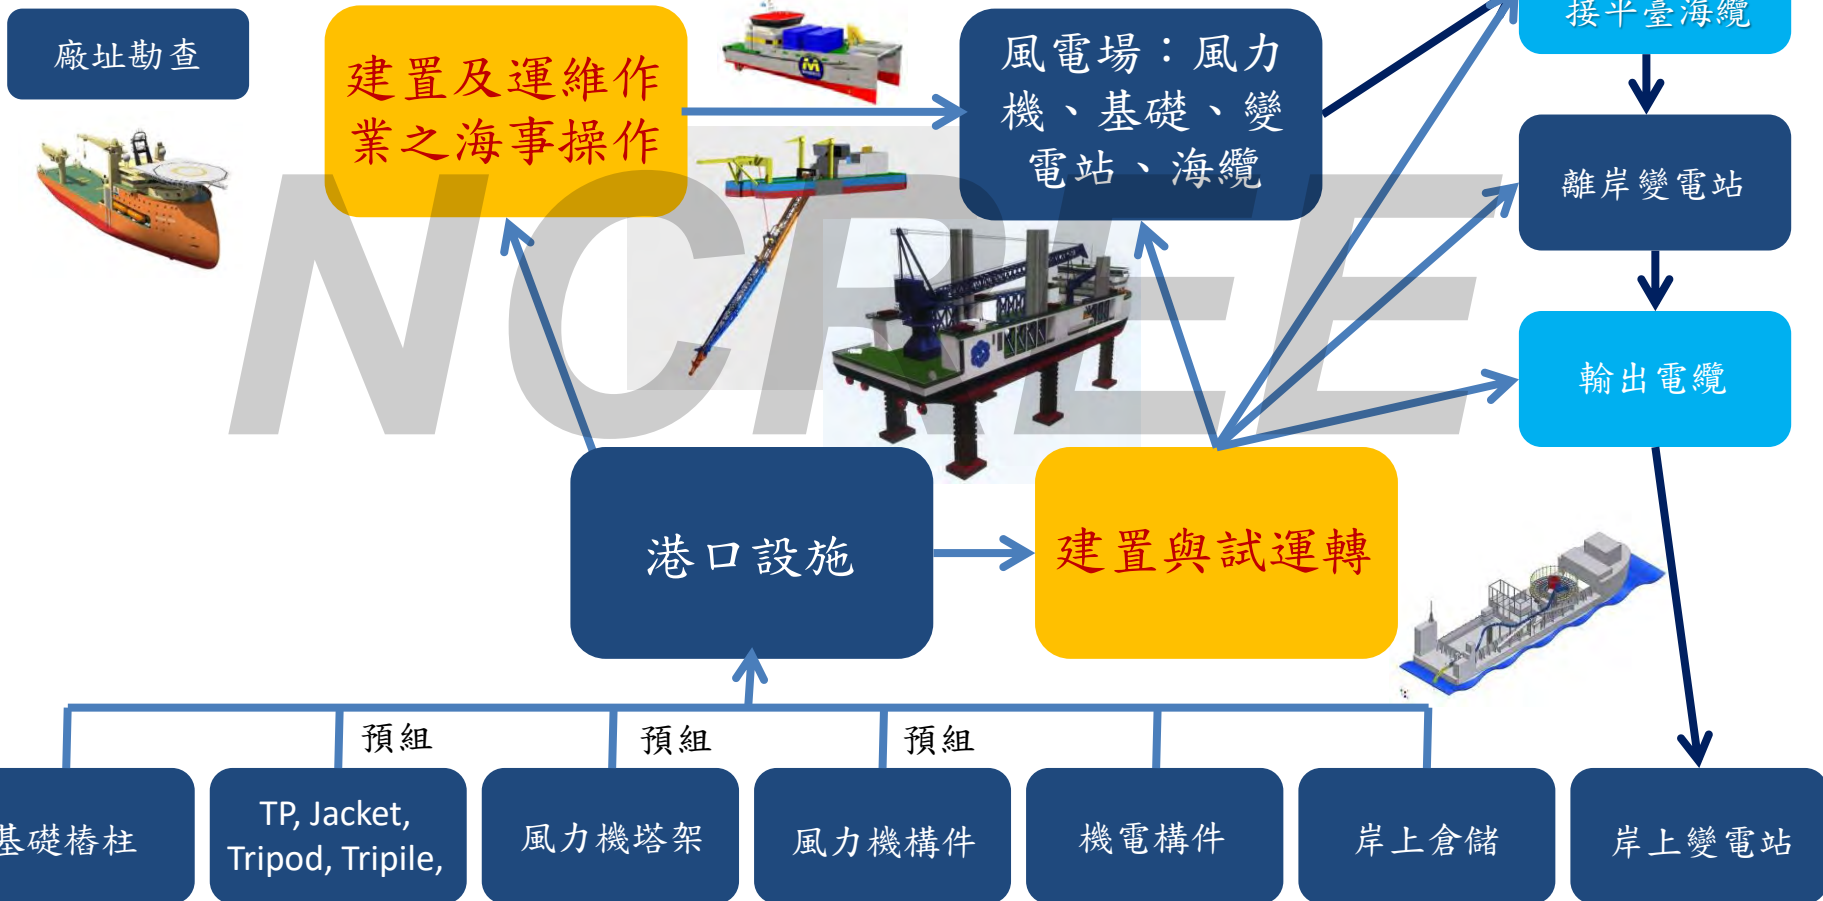 廠址勘查
建置及運維作
業之海事操作
風電場：風力
機、基礎、變
電站、海纜
接平臺海纜
離岸變電站
輸出電纜
NCREE
港口設施
建置與試運轉
預組
預組
預組
基礎樁柱
TP, Jacket,
Tripod, Tripile,
風力機塔架
風力機構件
機電構件
岸上倉儲
岸上變電站